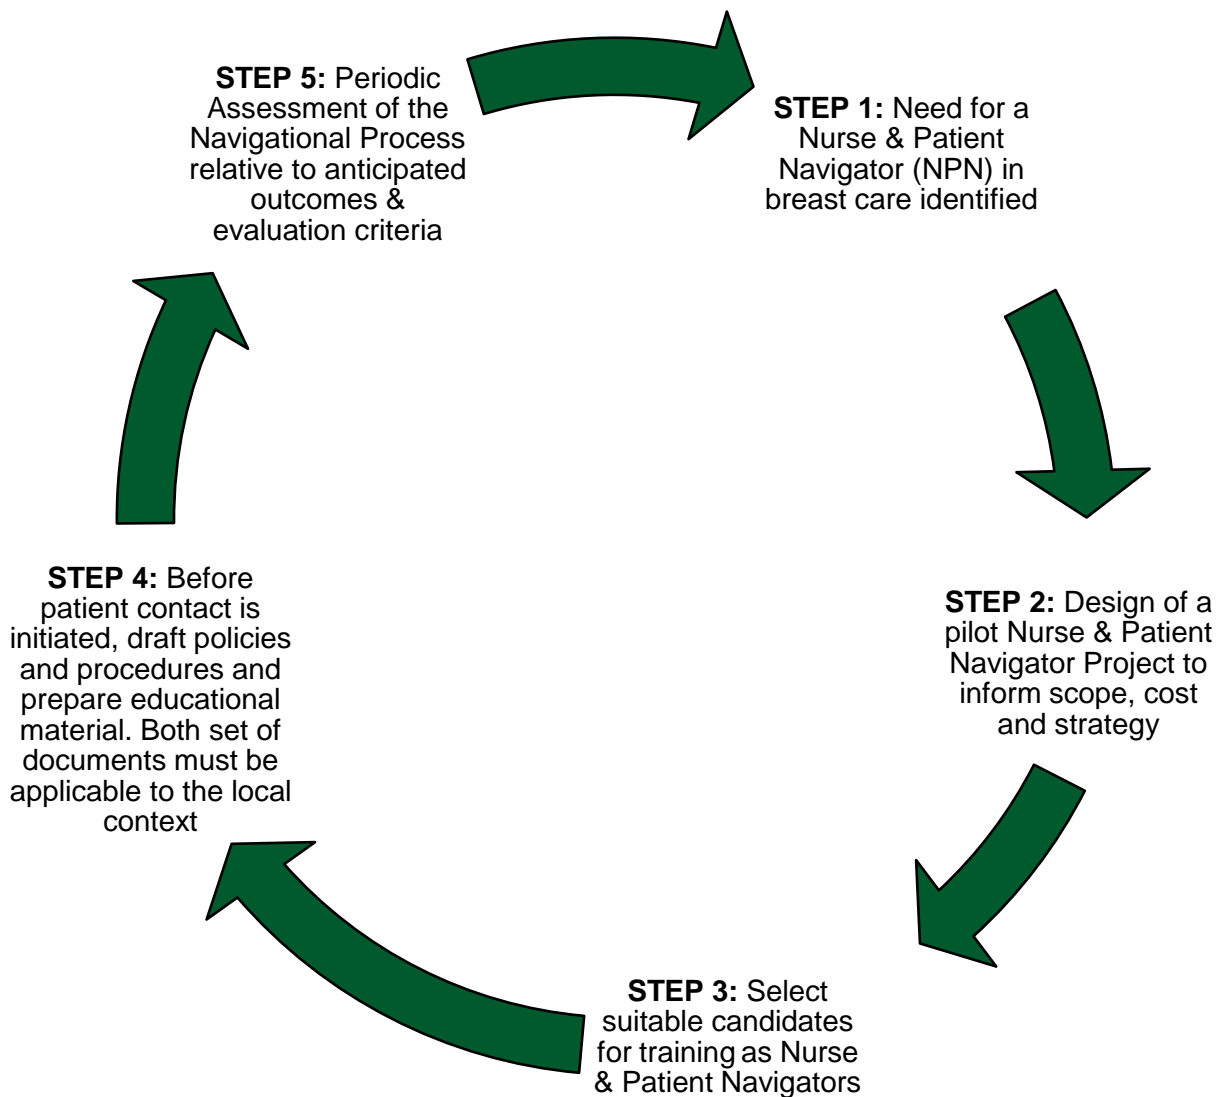 STEP 1: Need for a
Nurse & Patient
Navigator (NPN) in
breast care identified
STEP 2: Design of a
pilot Nurse & Patient
Navigator Project to
inform scope, cost
and strategy
STEP 3: Select
suitable candidates
for training as Nurse
& Patient Navigators
STEP 4: Before
patient contact is
initiated, draft policies
and procedures and
prepare educational
material. Both set of
documents must be
applicable to the local
context
STEP 5: Periodic
Assessment of the
Navigational Process
relative to anticipated
outcomes &
evaluation criteria